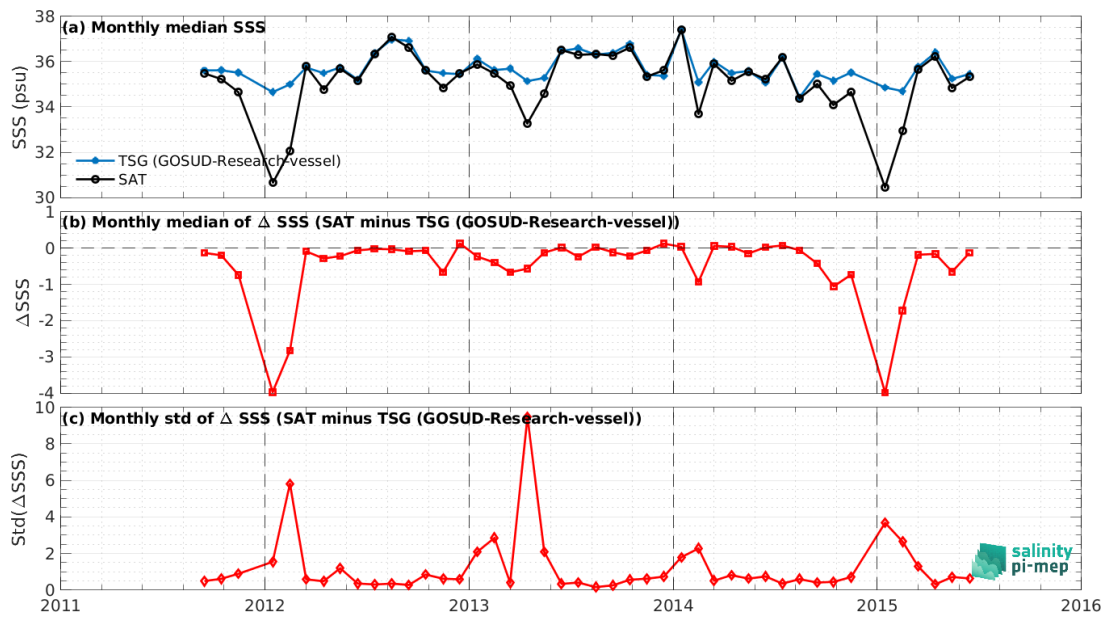 (a) Monthly median SSS
SSS (psu)
38
36
34
32
30
TSG (GOSUD-Research-vessel)
SAT
(b) Monthly median of Δ SSS (SAT minus TSG (GOSUD-Research-vessel))
ΔSSS
1
0
-1
-2
-3
-4
(c) Monthly std of Δ SSS (SAT minus TSG (GOSUD-Research-vessel))
Std(ΔSSS)
10
8
6
4
2
0
salinity
pi-mep
2011 2012 2013 2014 2015 2016